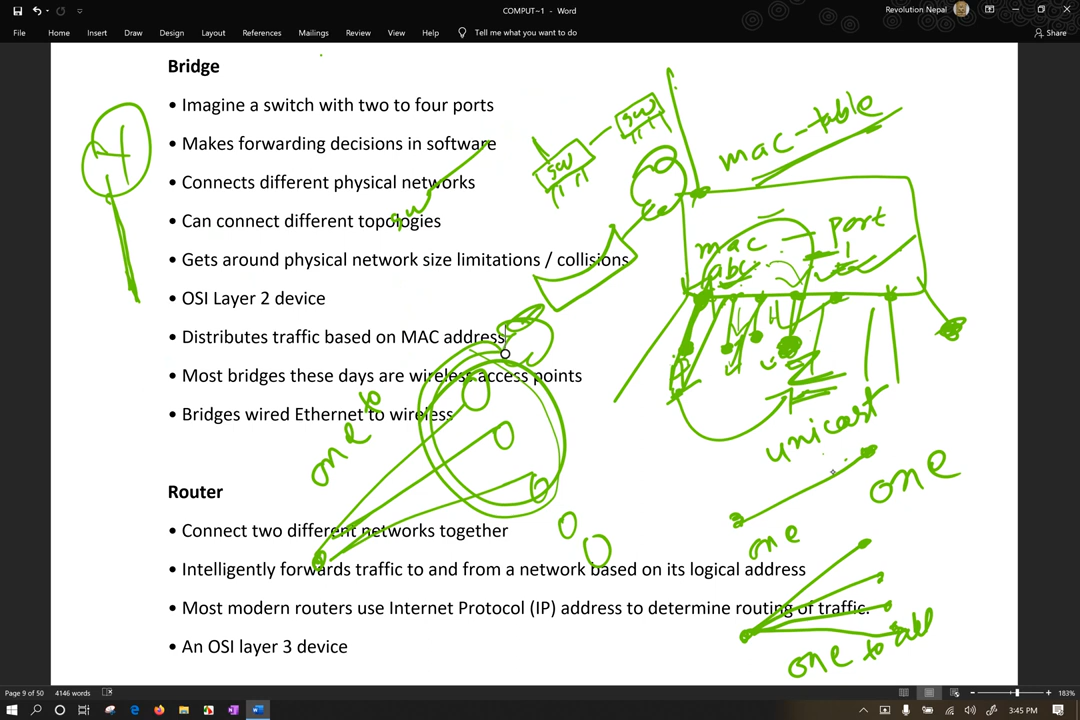 COMPUT~1 - Word
Revolution Nepal
File Home Insert Draw Design Layout References Mailings Review View Help Tell me what you want to do
Share
Bridge
• Imagine a switch with two to four ports
• Makes forwarding decisions in software
• Connects different physical networks
• Can connect different topologies
• Gets around physical network size limitations / collisions
• OSI Layer 2 device
• Distributes traffic based on MAC address
• Most bridges these days are wireless access points
• Bridges wired Ethernet to wireless
Router
• Connect two different networks together
• Intelligently forwards traffic to and from a network based on its logical address
• Most modern routers use Internet Protocol (IP) address to determine routing of traffic.
• An OSI layer 3 device
sw
sw
sw
mac-table
mac - port
abc 1
unicast
one
one
one to
one to all
Page 9 of 50 4146 words
183%
3:45 PM